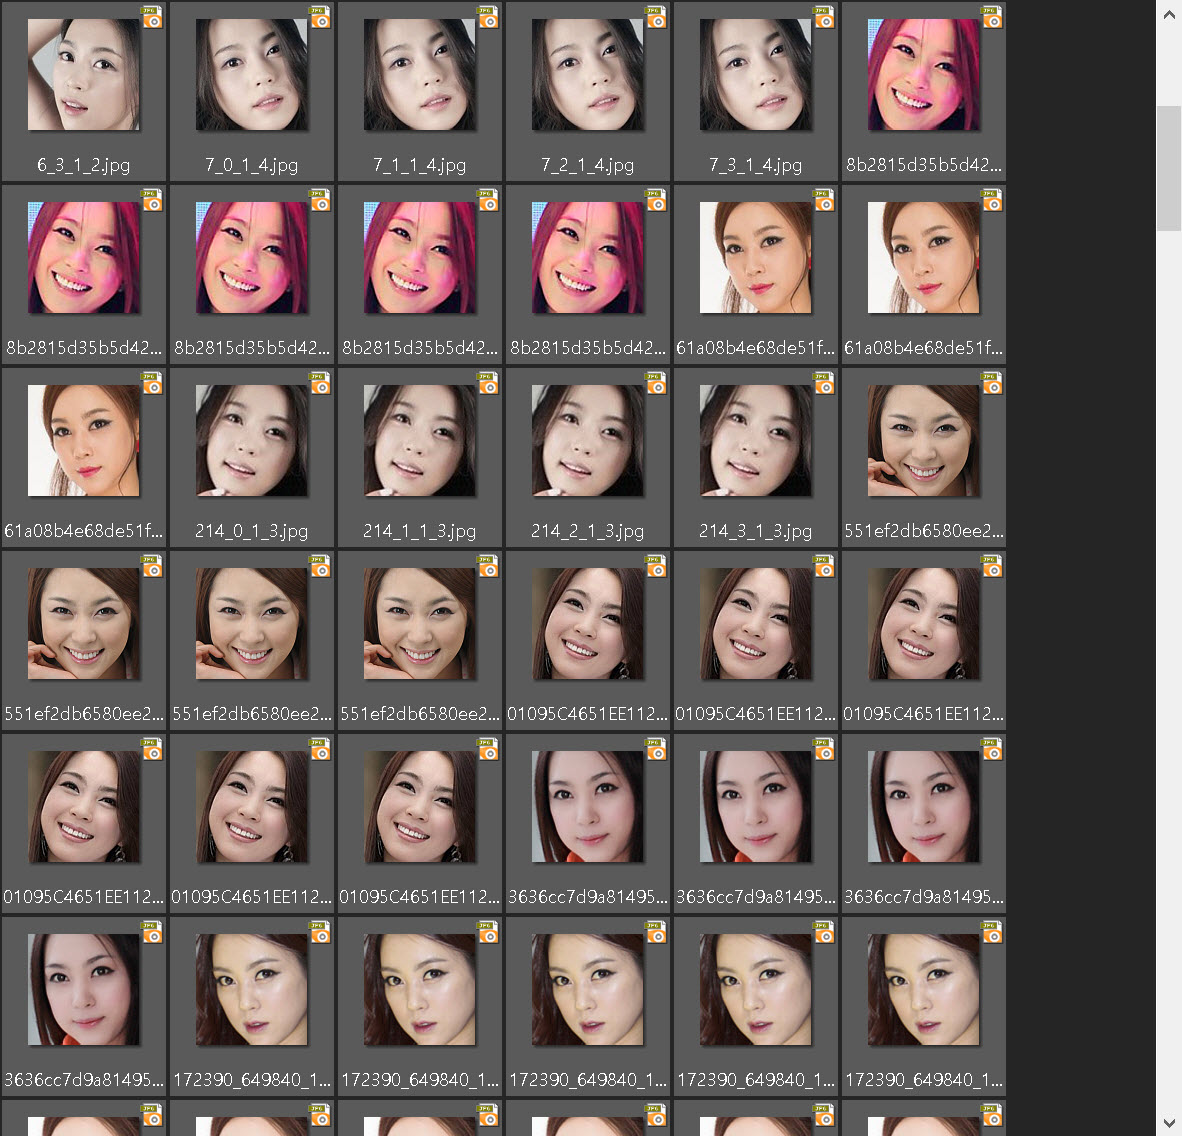 6_3_1_2.jpg
7_0_1_4.jpg
7_1_1_4.jpg
7_2_1_4.jpg
7_3_1_4.jpg
8b2815d35b5d42...
8b2815d35b5d42...
8b2815d35b5d42...
8b2815d35b5d42...
8b2815d35b5d42...
61a08b4e68de51f...
61a08b4e68de51f...
61a08b4e68de51f...
214_0_1_3.jpg
214_1_1_3.jpg
214_2_1_3.jpg
214_3_1_3.jpg
551ef2db6580ee2...
551ef2db6580ee2...
551ef2db6580ee2...
551ef2db6580ee2...
01095C4651EE112...
01095C4651EE112...
01095C4651EE112...
01095C4651EE112...
01095C4651EE112...
01095C4651EE112...
3636cc7d9a81495...
3636cc7d9a81495...
3636cc7d9a81495...
3636cc7d9a81495...
172390_649840_1...
172390_649840_1...
172390_649840_1...
172390_649840_1...
172390_649840_1...